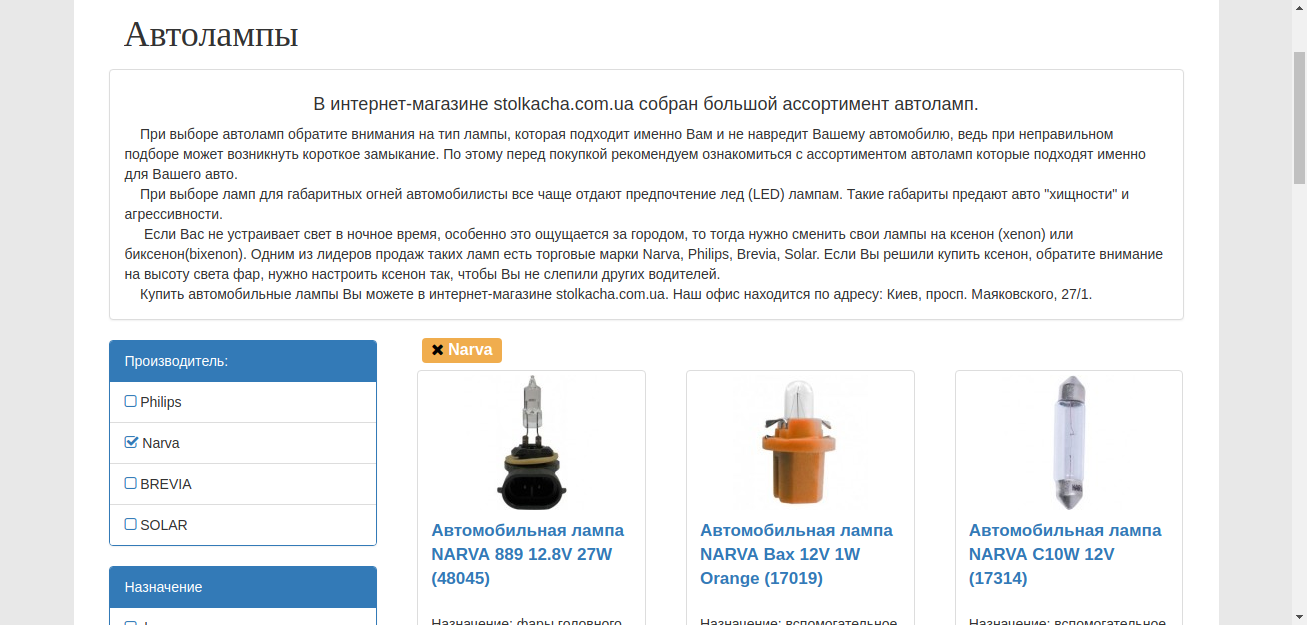 Автолампы
В интернет-магазине stolkacha.com.ua собран большой ассортимент автоламп.
При выборе автоламп обратите внимания на тип лампы, которая подходит именно Вам и не навредит Вашему автомобилю, ведь при неправильном
подборе может возникнуть короткое замыкание. По этому перед покупкой рекомендуем ознакомиться с ассортиментом автоламп которые подходят именно
для Вашего авто.
При выборе ламп для габаритных огней автомобилисты все чаще отдают предпочтение лед (LED) лампам. Такие габариты предают авто "хищности" и
агрессивности.
Если Вас не устраивает свет в ночное время, особенно это ощущается за городом, то тогда нужно сменить свои лампы на ксенон (xenon) или
биксенон(bixenon). Одним из лидеров продаж таких ламп есть торговые марки Narva, Philips, Brevia, Solar. Если Вы решили купить ксенон, обратите внимание
на высоту света фар, нужно настроить ксенон так, чтобы Вы не слепили других водителей.
Купить автомобильные лампы Вы можете в интернет-магазине stolkacha.com.ua. Наш офис находится по адресу: Киев, просп. Маяковского, 27/1.
Производитель:
Philips
Narva
BREVIA
SOLAR
Назначение
Narva
Автомобильная лампа
NARVA 889 12.8V 27W
(48045)
Назначение: фары головного
Автомобильная лампа
NARVA Bax 12V 1W
Orange (17019)
Назначение: вспомогательное
Автомобильная лампа
NARVA C10W 12V
(17314)
Назначение: вспомогательное